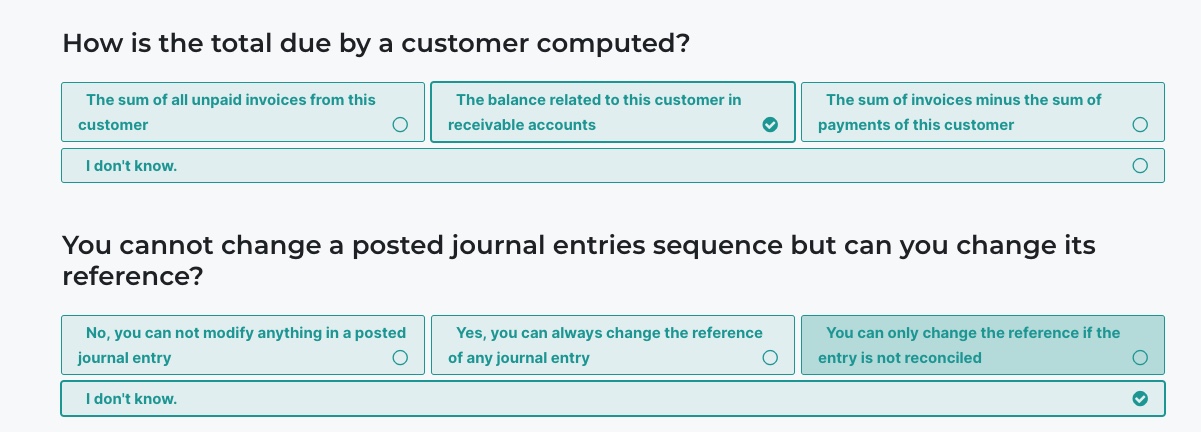 How is the total due by a customer computed?
The sum of all unpaid invoices from this
customer
The balance related to this customer in
receivable accounts
The sum of invoices minus the sum of
payments of this customer
I don't know.
You cannot change a posted journal entries sequence but can you change its
reference?
No, you can not modify anything in a posted
journal entry
Yes, you can always change the reference
of any journal entry
You can only change the reference if the
entry is not reconciled
I don't know.